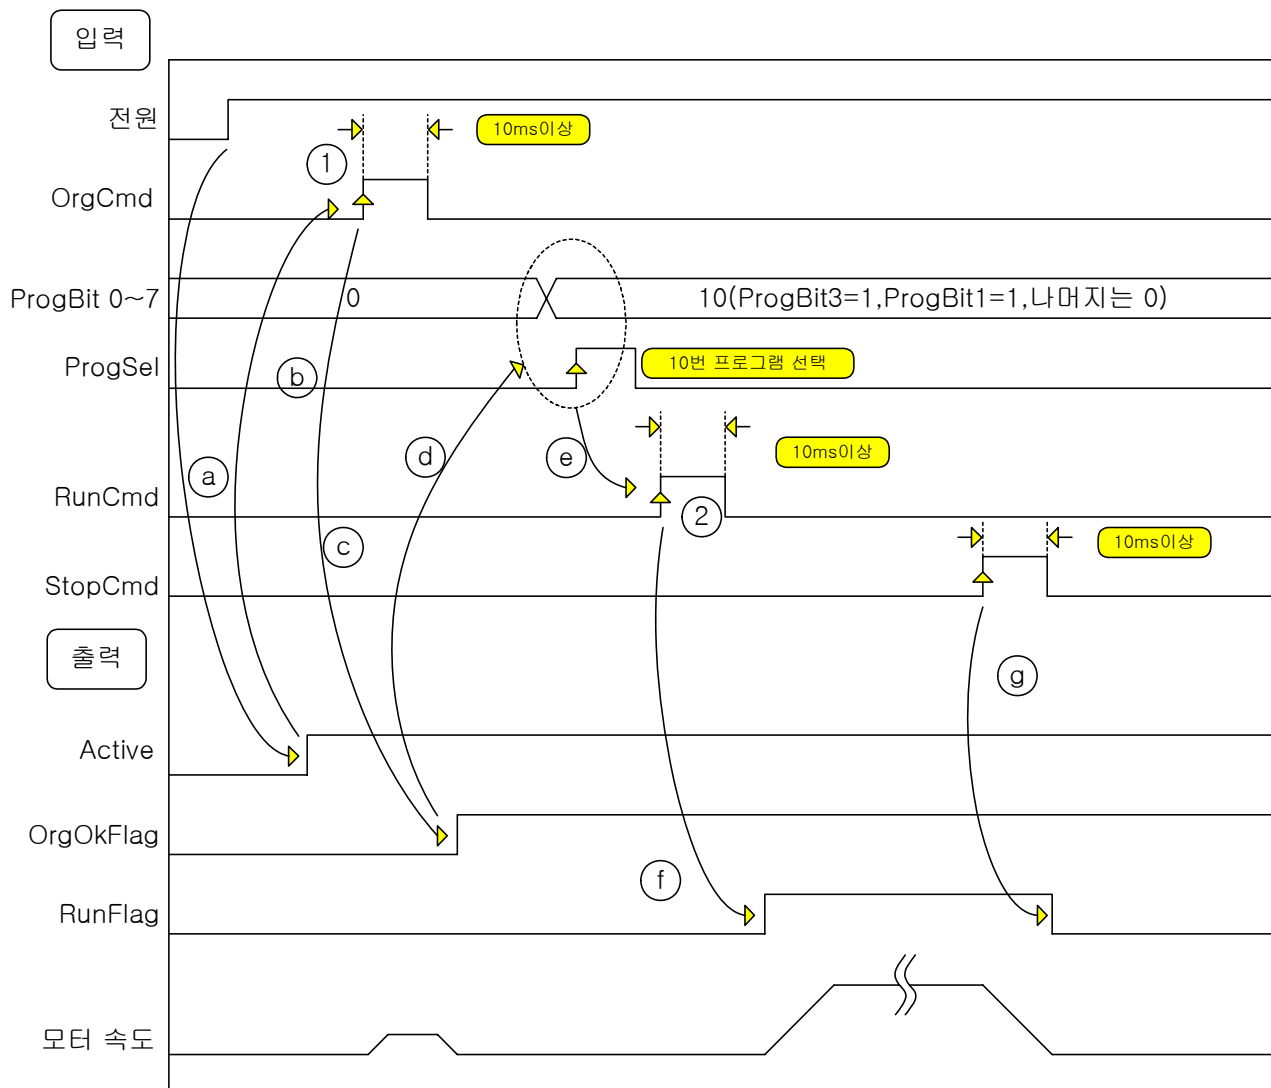 입력
전원
10ms이상
1
OrgCmd
ProgBit 0~7
0
10(ProgBit3=1,ProgBit1=1,나머지는 0)
ProgSel
10번 프로그램 선택
b
d
e
10ms이상
a
RunCmd
2
c
10ms이상
StopCmd
출력
g
Active
OrgOkFlag
f
RunFlag
모터 속도